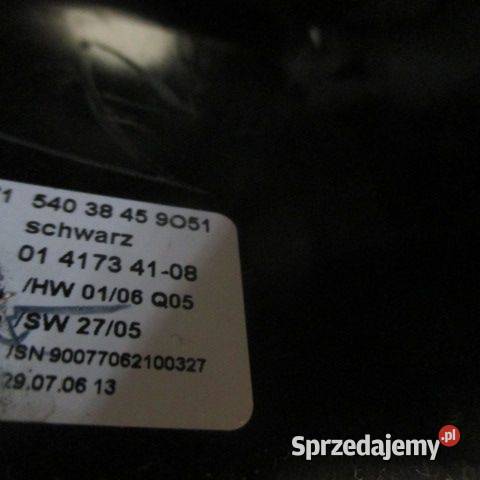 540 38 45 9Q51
schwarz
01 4173 41-08
/HW 01/06 Q05
/SW 27/05
/SN 90077062100327
29.07.06 13
Sprzedajemy.pl